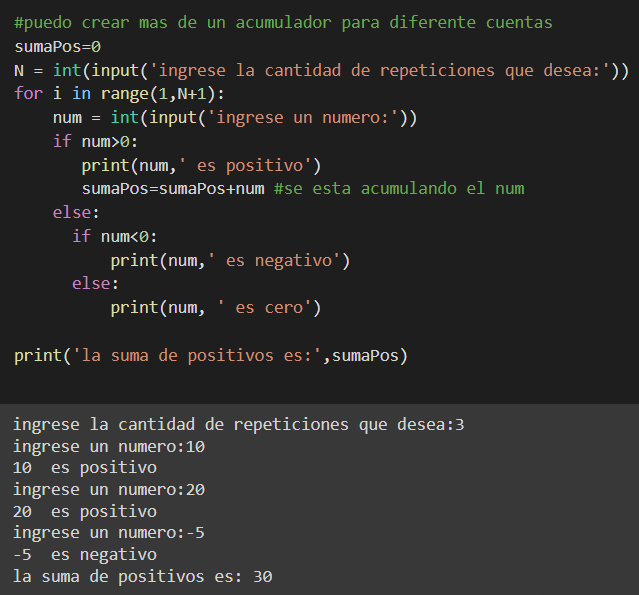 #puedo crear mas de un acumulador para diferente cuentas
sumaPos=0
N = int(input('ingrese la cantidad de repeticiones que desea:'))
for i in range(1,N+1):
    num = int(input('ingrese un numero:'))
    if num>0:
       print(num,' es positivo')
       sumaPos=sumaPos+num #se esta acumulando el num
    else:
      if num<0:
          print(num,' es negativo')
      else:
          print(num, ' es cero')

print('la suma de positivos es:',sumaPos)

ingrese la cantidad de repeticiones que desea:3
ingrese un numero:10
10  es positivo
ingrese un numero:20
20  es positivo
ingrese un numero:-5
-5  es negativo
la suma de positivos es: 30